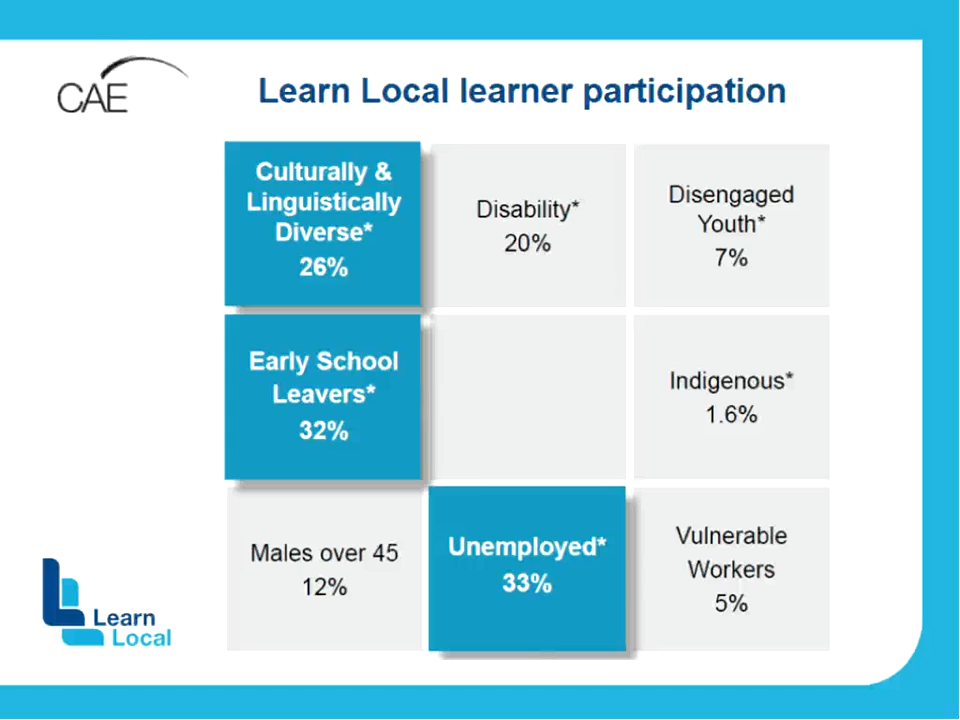 CAE
Learn Local learner participation
Culturally &
Linguistically
Diverse*
26%
Disability*
20%
Disengaged
Youth*
7%
Early School
Leavers*
32%
Indigenous*
1.6%
Males over 45
12%
Unemployed*
33%
Vulnerable
Workers
5%
Learn
Local